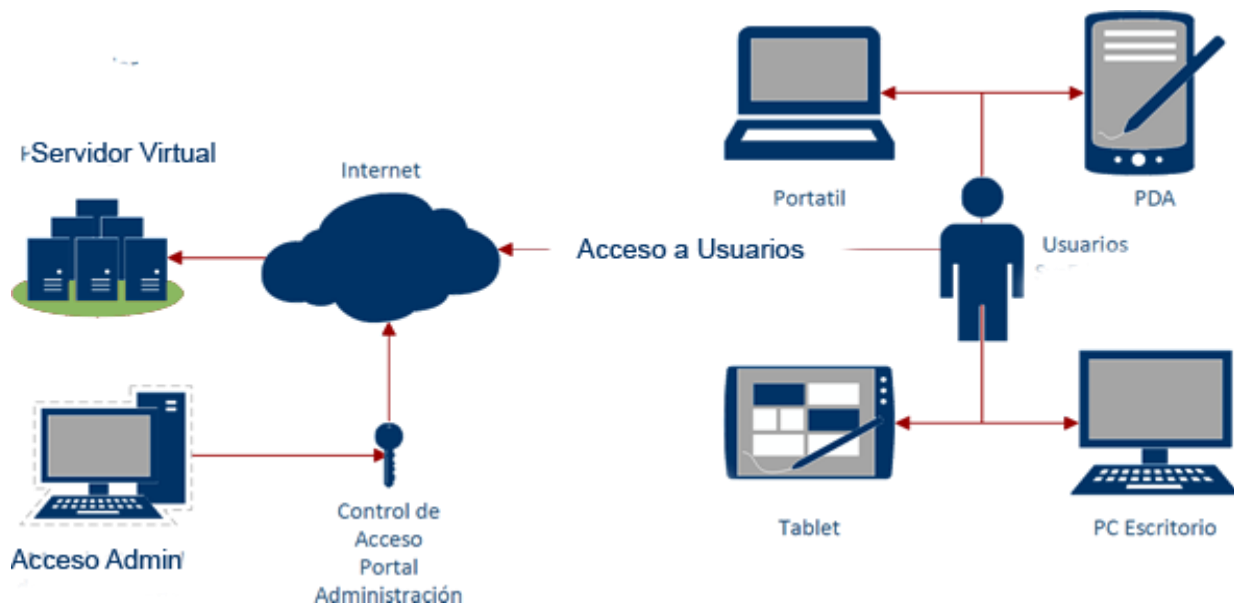 Servidor Virtual
Internet
Portatil
PDA
Acceso a Usuarios
Usuarios
Acceso Admin
Control de
Acceso
Portal
Administración
Tablet
PC Escritorio